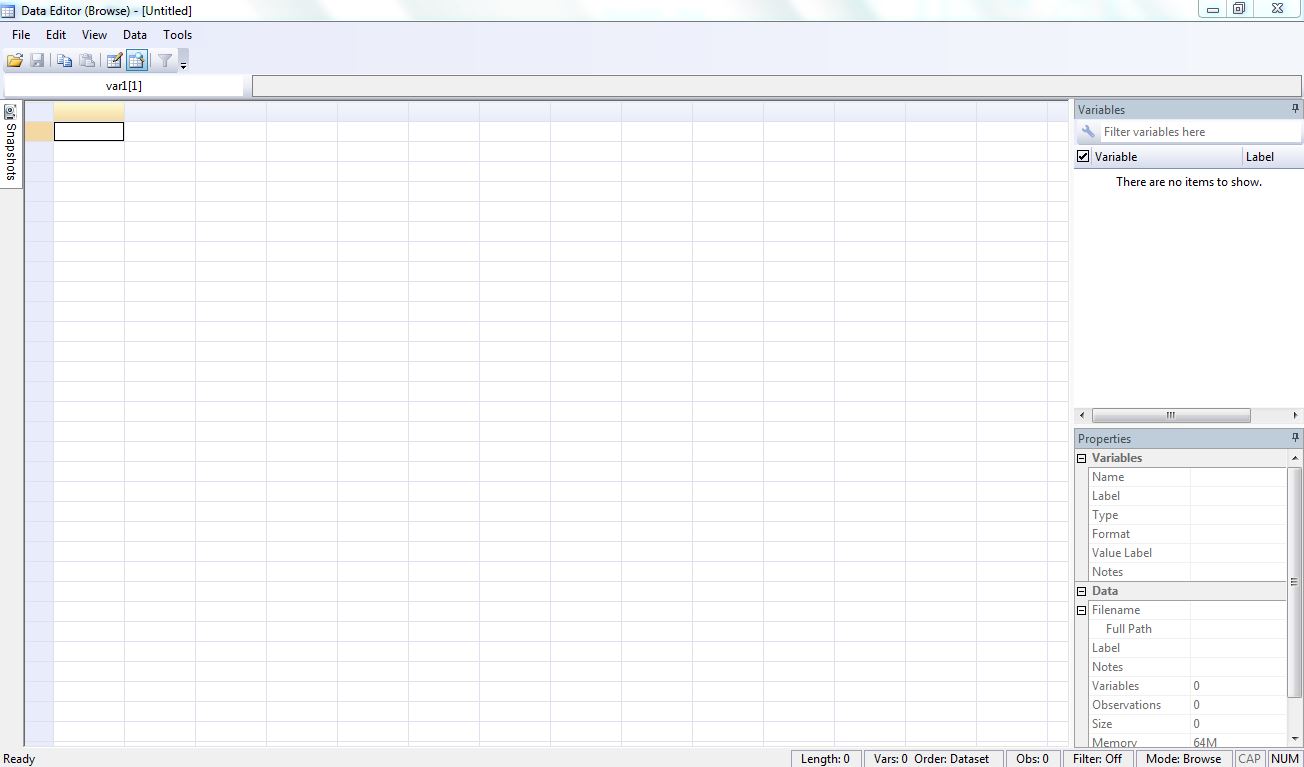 Data Editor (Browse) - [Untitled]
File Edit View Data Tools
var1[1]
Snapshots
Variables
Filter variables here
Variable Label
There are no items to show.
Properties
Variables
Name
Label
Type
Format
Value Label
Notes
Data
Filename
Full Path
Label
Notes
Variables 0
Observations 0
Size 0
Memory 64M
Ready Length: 0 Vars: 0 Order: Dataset Obs: 0 Filter: Off Mode: Browse CAP NUM